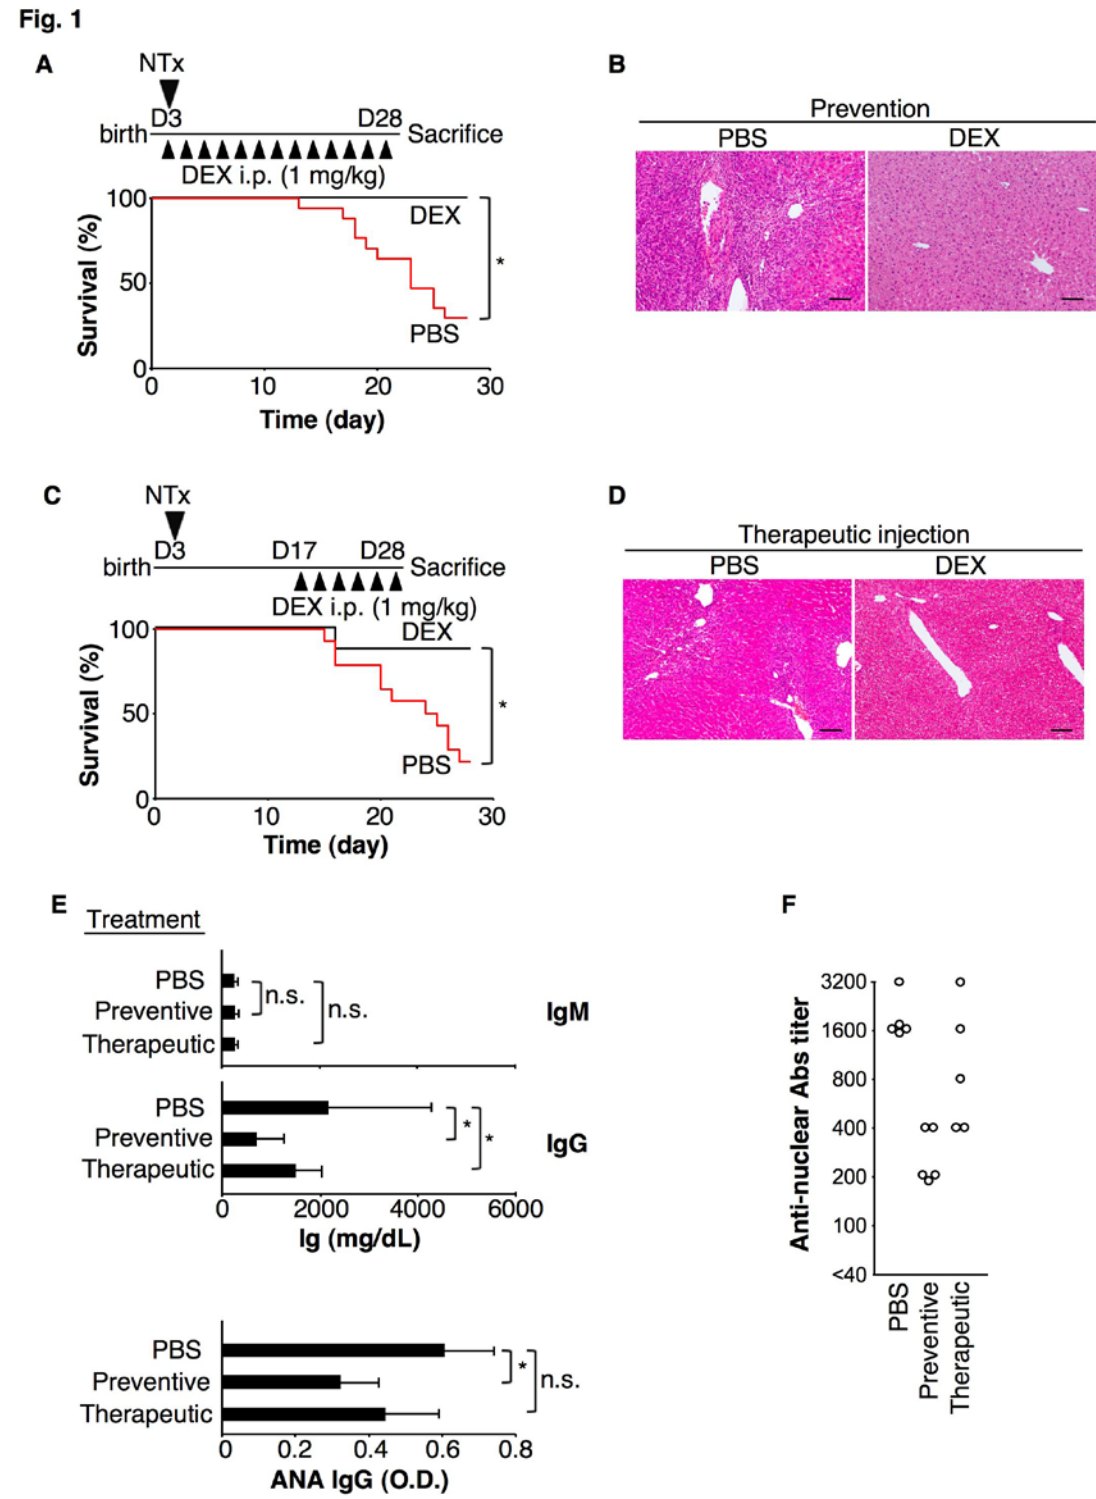 Fig. 1
A
NTx
D3
D28
birth
Sacrifice
DEX i.p. (1 mg/kg)
100
50
0
Survival (%)
DEX
*
PBS
0 10 20 30
Time (day)
B
Prevention
PBS DEX
C
NTx
D3
D17
D28
birth
Sacrifice
DEX i.p. (1 mg/kg)
100
50
0
Survival (%)
DEX
*
PBS
0 10 20 30
Time (day)
D
Therapeutic injection
PBS DEX
E
Treatment
PBS
Preventive
Therapeutic
n.s.
n.s.
IgM
PBS
Preventive
Therapeutic
*
*
IgG
0 2000 4000 6000
Ig (mg/dL)
PBS
Preventive
Therapeutic
*
n.s.
0 0.2 0.4 0.6 0.8
ANA IgG (O.D.)
F
Anti-nuclear Abs titer
3200
1600
800
400
200
100
<40
PBS
Preventive
Therapeutic